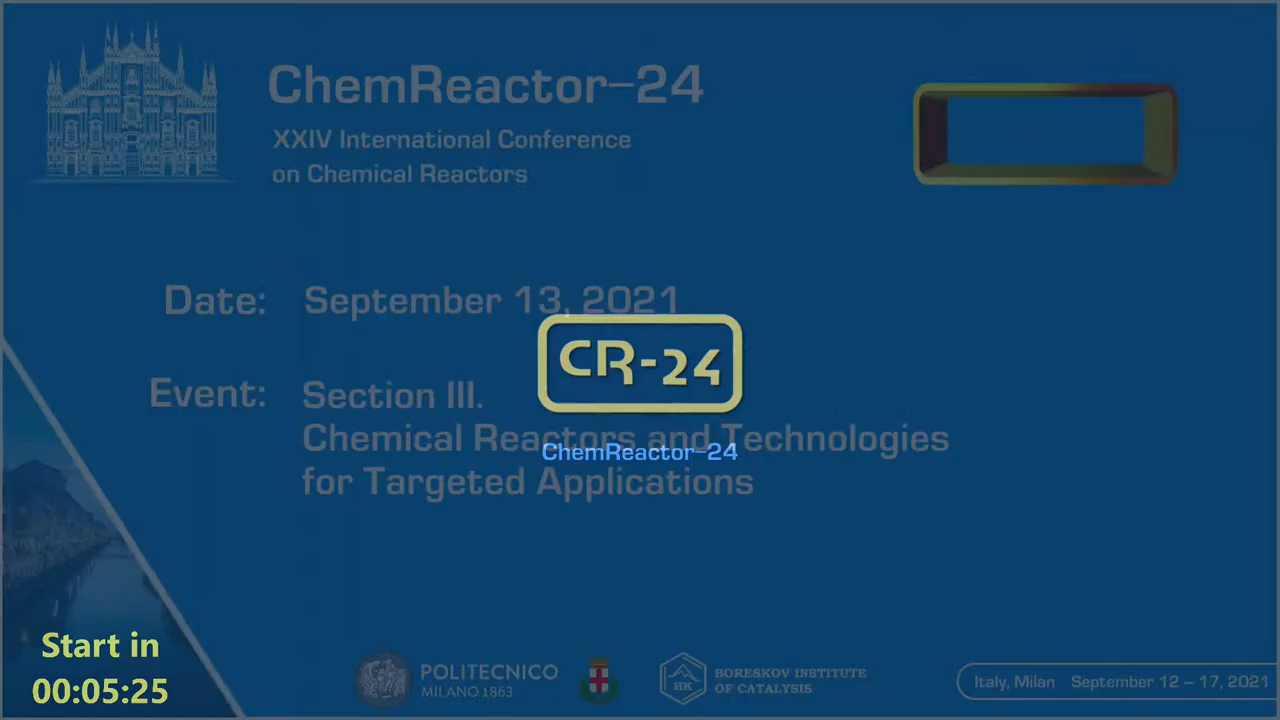 ChemReactor-24
XXIV International Conference
on Chemical Reactors
Date: September 13, 2021
CR-24
Event: Section III.
Chemical Reactors and Technologies
ChemReactor-24
for Targeted Applications
Start in
00:05:25
POLITECNICO
MILANO 1863
HK
BORESKOV INSTITUTE
OF CATALYSIS
Italy, Milan September 12 – 17, 2021